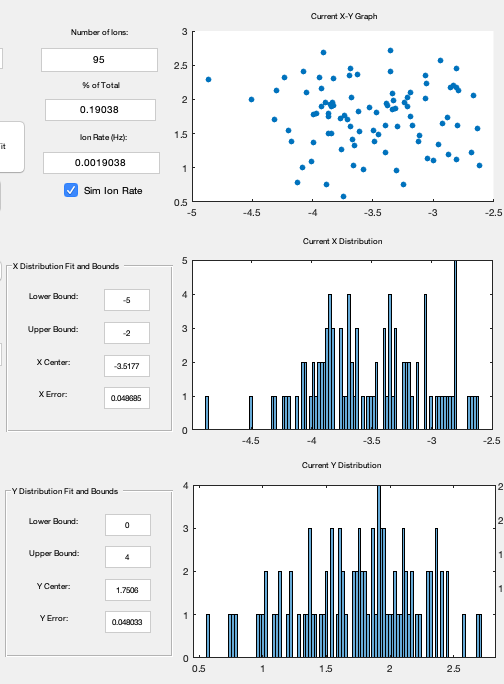 Number of Ions:
95
% of Total
0.19038
Ion Rate (Hz):
0.0019038
Sim Ion Rate
it
Current X-Y Graph
3
2.5
2
1.5
1
0.5
-5 -4.5 -4 -3.5 -3 -2.5
X Distribution Fit and Bounds
Lower Bound:
-5
Upper Bound:
-2
X Center:
-3.5177
X Error:
0.048685
Current X Distribution
5
4
3
2
1
0
-4.5 -4 -3.5 -3 -2.5
Y Distribution Fit and Bounds
Lower Bound:
0
Upper Bound:
4
Y Center:
1.7506
Y Error:
0.048033
Current Y Distribution
4
3
2
1
0
0.5 1 1.5 2 2.5
2
2
1
1